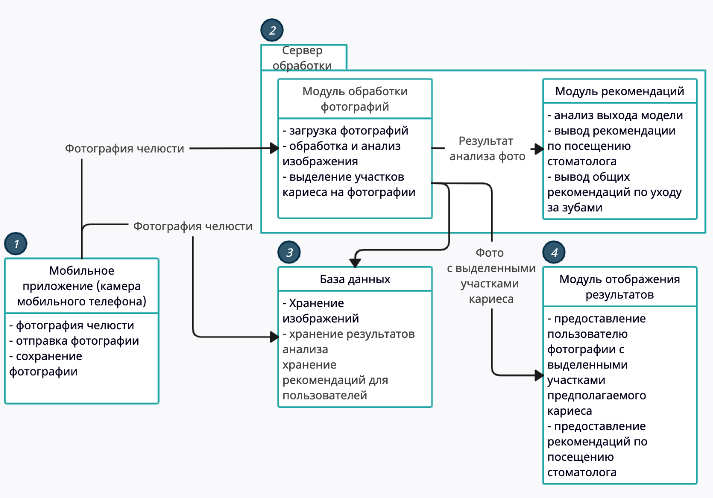 2
Сервер
обработки
Модуль обработки
фотографий
- загрузка фотографий
- обработка и анализ
изображения
- выделение участков
кариеса на фотографии
Результат
анализа фото
Модуль рекомендаций
- анализ выхода модели
- вывод рекомендации
по посещению
стоматолога
- вывод общих
рекомендаций по уходу
за зубами
Фотография челюсти
Фотография челюсти
1
Мобильное
приложение (камера
мобильного телефона)
- фотография челюсти
- отправка фотографии
- сохранение
фотографии
3
База данных
- Хранение
изображений
- хранение результатов
анализа
хранение
рекомендаций для
пользователей
Фото
с выделенными
участками
кариеса
4
Модуль отображения
результатов
- предоставление
пользователю
фотографии с
выделенными
участками
предполагаемого
кариеса
- предоставление
рекомендаций по
посещению
стоматолога